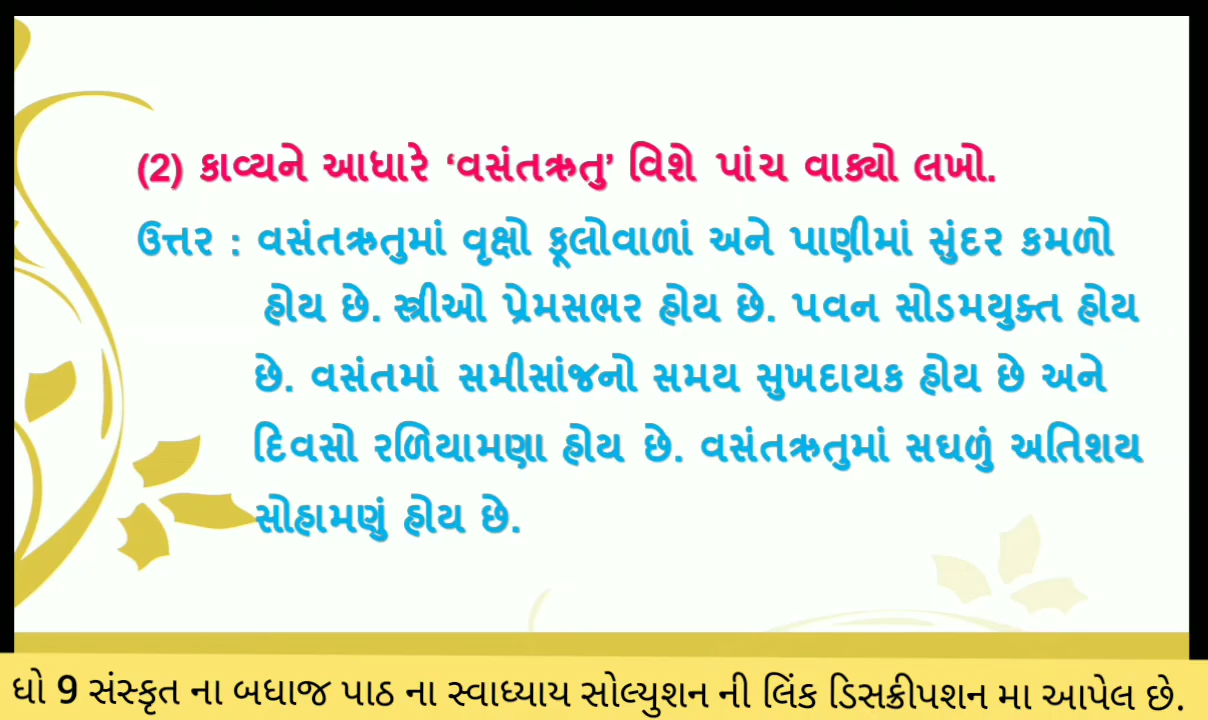 (2) કાવ્યને આધારે ‘વસંતઋતુ’ વિશે પાંચ વાક્યો લખો.
ઉત્તર : વસંતઋતુમાં વૃક્ષો ફૂલોવાળાં અને પાણીમાં સુંદર કમળો
હોય છે. સ્ત્રીઓ પ્રેમસભર હોય છે. પવન સોડમયુક્ત હોય
છે. વસંતમાં સમીસાંજનો સમય સુખદાયક હોય છે અને
દિવસો રળિયામણા હોય છે. વસંતઋતુમાં સઘળું અતિશય
સોહામણું હોય છે.
ધો 9 સંસ્કૃત ના બધાજ પાઠ ના સ્વાધ્યાય સોલ્યુશન ની લિંક ડિસક્રીપશન મા આપેલ છે.